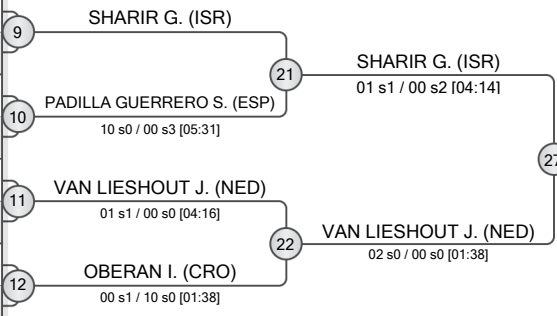 SHARIR G. (ISR)
9
21
SHARIR G. (ISR)
01 s1 / 00 s2 [04:14]
PADILLA GUERRERO S. (ESP)
10
10 s0 / 00 s3 [05:31]
27
VAN LIESHOUT J. (NED)
11
01 s1 / 00 s0 [04:16]
22
VAN LIESHOUT J. (NED)
02 s0 / 00 s0 [01:38]
OBERAN I. (CRO)
12
00 s1 / 10 s0 [01:38]